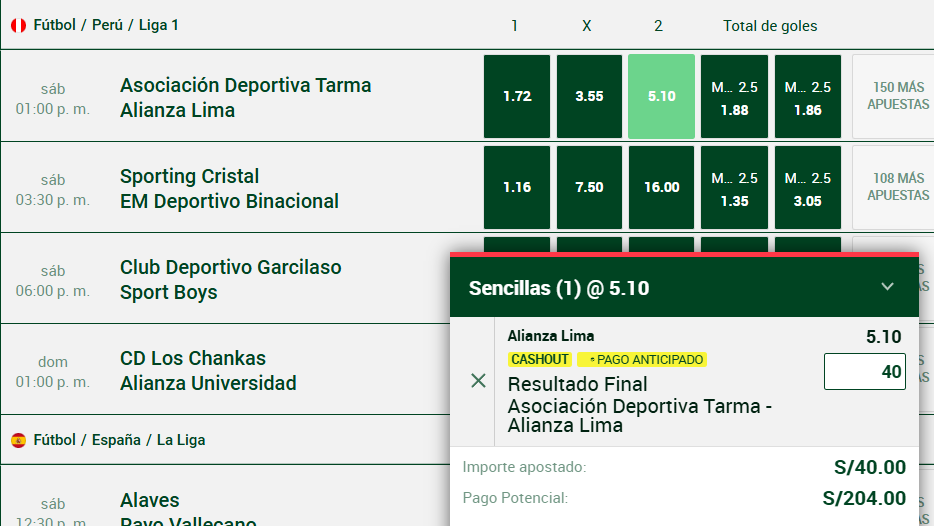 Fútbol / Perú / Liga 1 1 X 2 Total de goles
sáb
01:00 p. m.
Asociación Deportiva Tarma
Alianza Lima
1.72 3.55 5.10
M... 2.5
1.88
M... 2.5
1.86
150 MÁS
APUESTAS
sáb
03:30 p. m.
Sporting Cristal
EM Deportivo Binacional
1.16 7.50 16.00
M... 2.5
1.35
M... 2.5
3.05
108 MÁS
APUESTAS
sáb
06:00 p. m.
Club Deportivo Garcilaso
Sport Boys
dom
01:00 p. m.
CD Los Chankas
Alianza Universidad
Fútbol / España / La Liga
sáb
12:30 p. m.
Alaves
Rayo Vallecano
Sencillas (1) @ 5.10
Alianza Lima 5.10
CASHOUT PAGO ANTICIPADO
40
Resultado Final
Asociación Deportiva Tarma -
Alianza Lima
Importe apostado: S/40.00
Pago Potencial: S/204.00